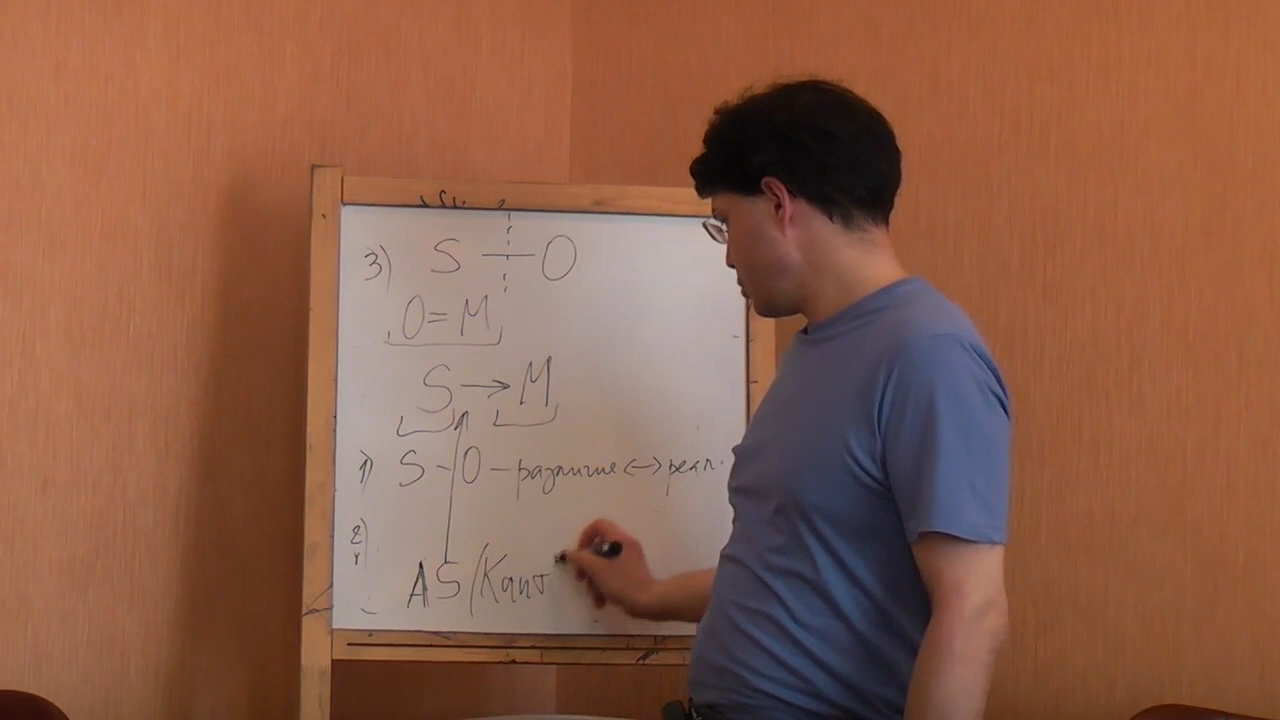 3) S — O
O = M
S → M
1) S - O — различие <-> реал.
2)
AS (Кант